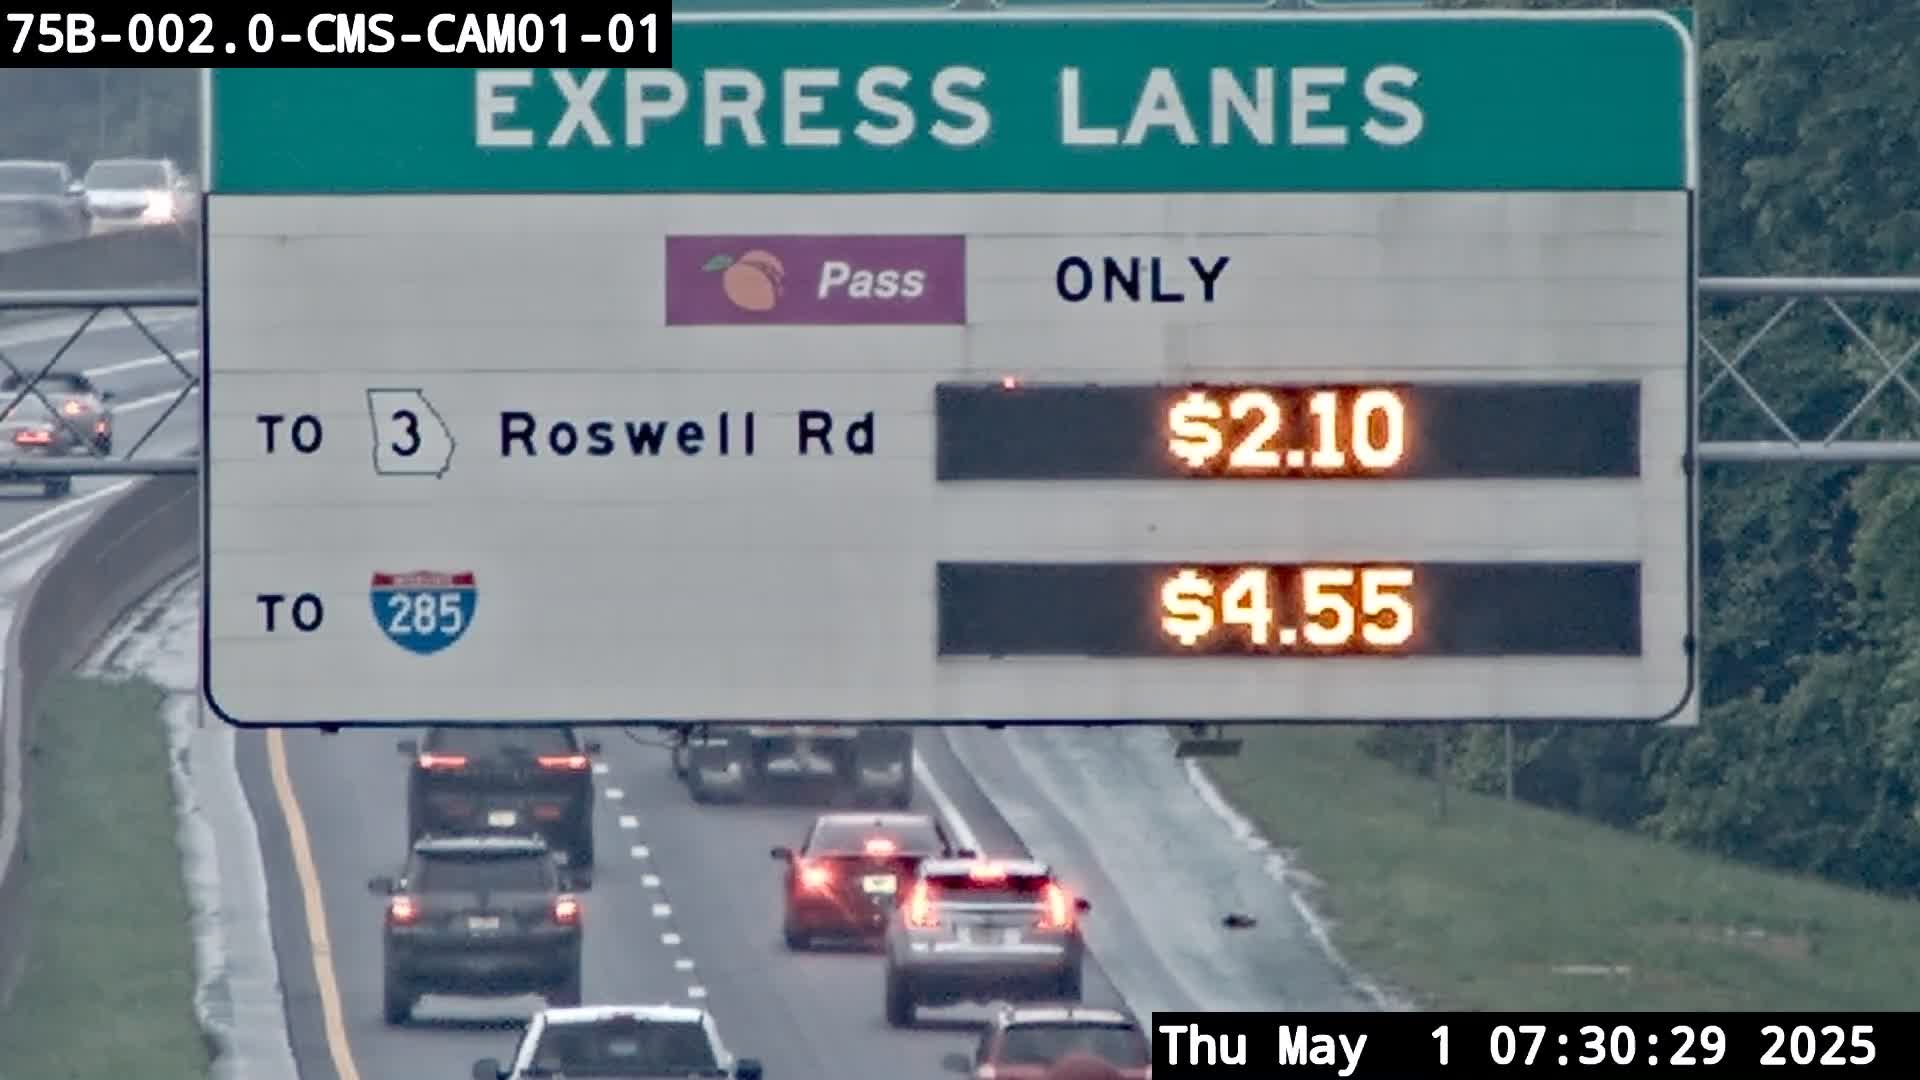 75B-002.0-CMS-CAM01-01
EXPRESS LANES
Pass ONLY
TO 3 Roswell Rd $2.10
TO 285 $4.55
Thu May 1 07:30:29 2025